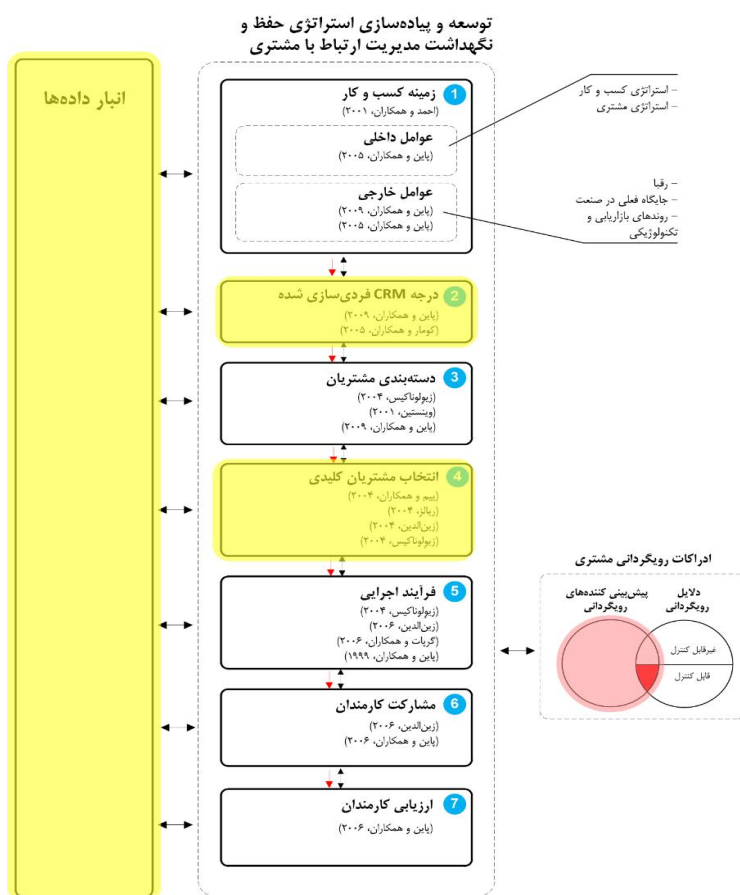 توسعه و پیاده‌سازی استراتژی حفظ و
نگهداشت مدیریت ارتباط با مشتری
انبار داده‌ها
1 زمینه کسب و کار
(احمد و همکاران، ۲۰۰۱)
عوامل داخلی
(پاین و همکاران، ۲۰۰۵)
عوامل خارجی
(پاین و همکاران، ۲۰۰۹)
(پاین و همکاران، ۲۰۰۵)
– استراتژی کسب و کار
– استراتژی مشتری
– رقبا
– جایگاه فعلی در صنعت
– روندهای بازاریابی و
تکنولوژیکی
2 درجه CRM فردی‌سازی شده
(پاین و همکاران، ۲۰۰۹)
(کومار و همکاران، ۲۰۰۵)
3 دسته‌بندی مشتریان
(زیولوناکیس، ۲۰۰۴)
(وینستین، ۲۰۰۱)
(پاین و همکاران، ۲۰۰۹)
4 انتخاب مشتریان کلیدی
(ییم و همکاران، ۲۰۰۴)
(ریالز، ۲۰۰۴)
(زین‌الدین، ۲۰۰۴)
(زیولوناکیس، ۲۰۰۴)
5 فرآیند اجرایی
(زیولوناکیس، ۲۰۰۴)
(زین‌الدین، ۲۰۰۶)
(گربات و همکاران، ۲۰۰۶)
(پاین و همکاران، ۱۹۹۹)
6 مشارکت کارمندان
(زین‌الدین، ۲۰۰۶)
(پاین و همکاران، ۲۰۰۶)
7 ارزیابی کارمندان
(پاین و همکاران، ۲۰۰۶)
ادراکات رویگردانی مشتری
دلایل
رویگردانی
پیش‌بینی کننده‌های
رویگردانی
غیرقابل کنترل
قابل کنترل